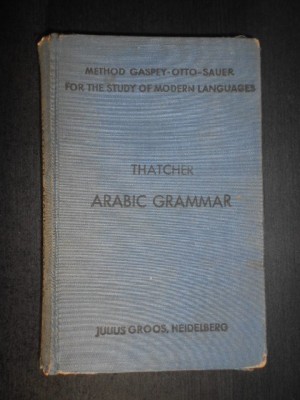 METHOD GASPEY-OTTO-SAUER
FOR THE STUDY OF MODERN LANGUAGES
THATCHER
ARABIC GRAMMAR
JULIUS GROOS, HEIDELBERG